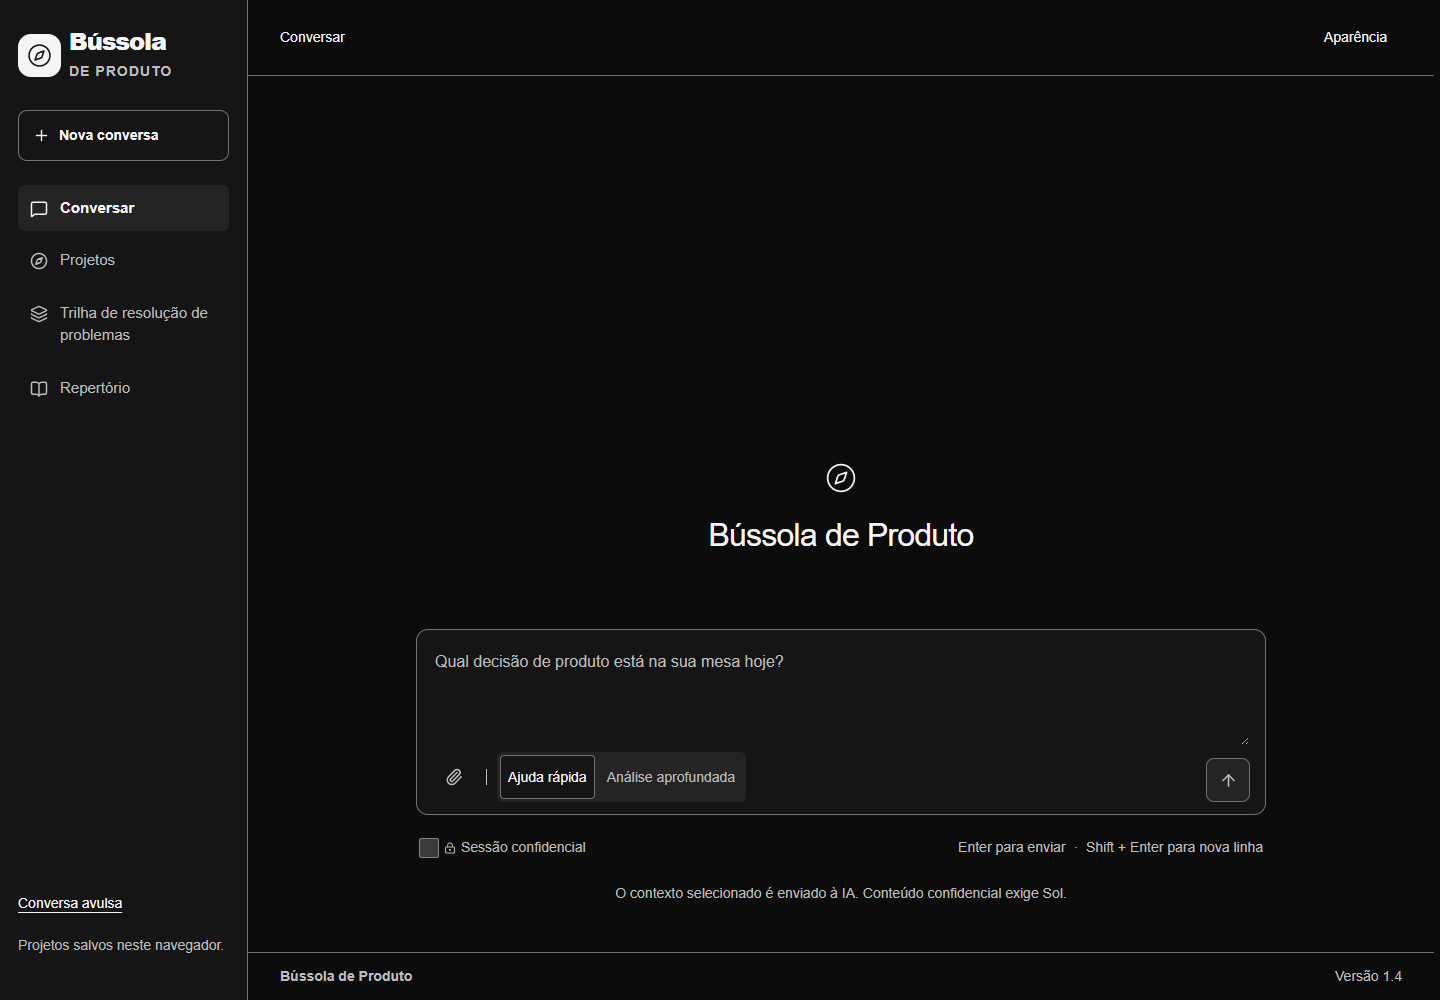 Bússola
DE PRODUTO
Nova conversa
Conversar
Projetos
Trilha de resolução de
problemas
Repertório
Conversa avulsa
Projetos salvos neste navegador.
Conversar
Aparência
Bússola de Produto
Qual decisão de produto está na sua mesa hoje?
Ajuda rápida
Análise aprofundada
Sessão confidencial
Enter para enviar · Shift + Enter para nova linha
O contexto selecionado é enviado à IA. Conteúdo confidencial exige Sol.
Bússola de Produto
Versão 1.4